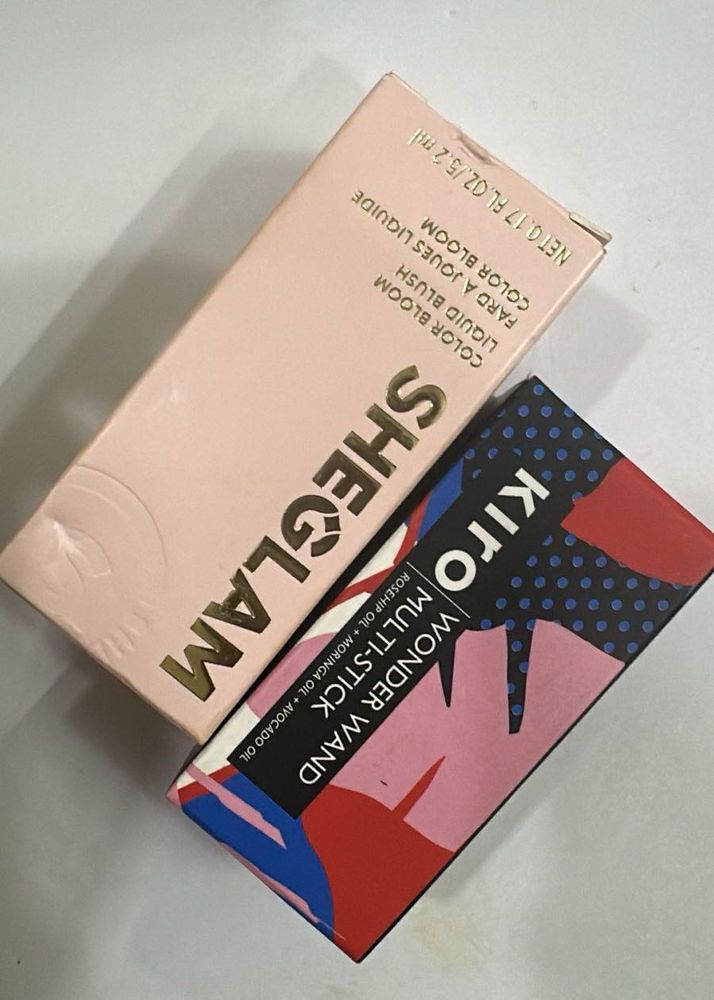 SHEGLAM
COLOR BLOOM
LIQUID BLUSH
FARD À JOUES LIQUIDE
COLOR BLOOM
NET 0.17 FL OZ./5.2 ml
KIrO
WONDER WAND
MULTI-STICK
ROSEHIP OIL + MORINGA OIL + AVOCADO OIL